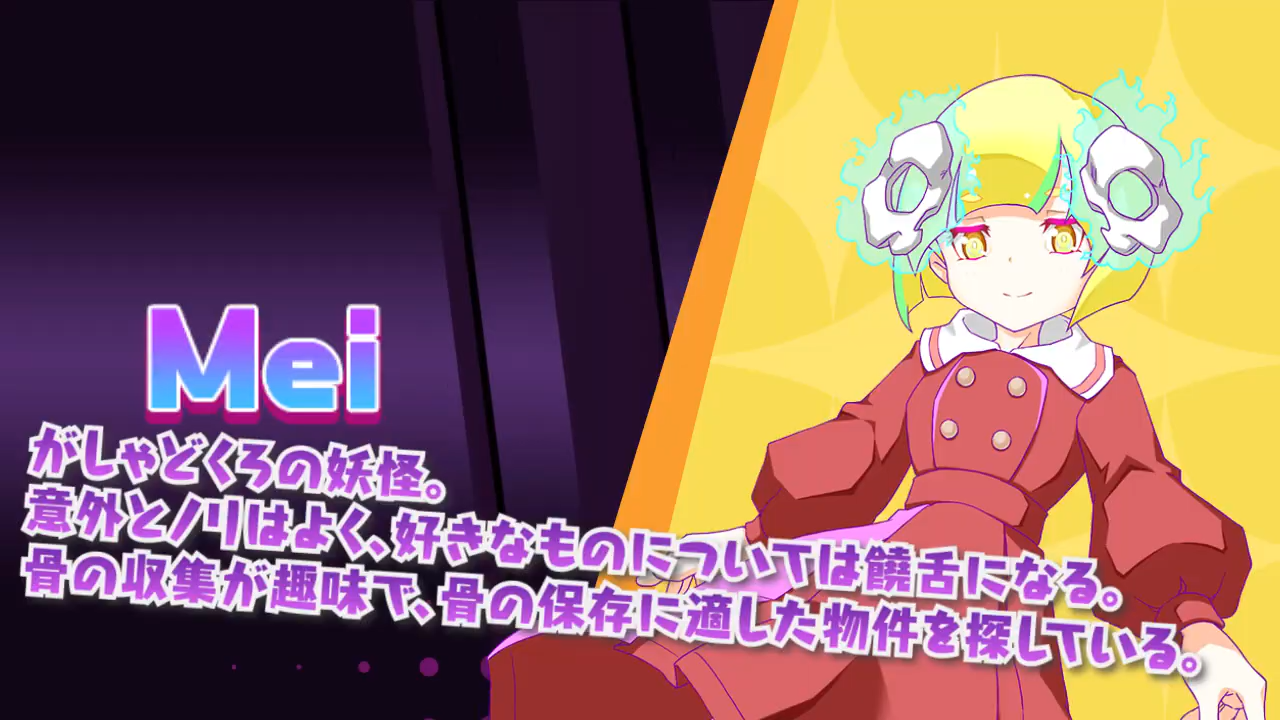 Mei
がしゃどくろの妖怪。
意外とノリはよく、好きなものについては饒舌になる。
骨の収集が趣味で、骨の保存に適した物件を探している。